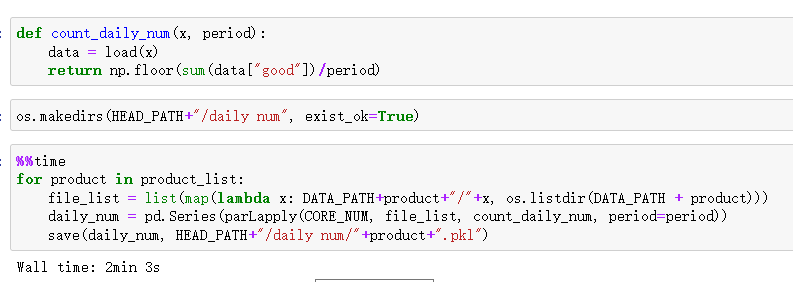 def count_daily_num(x, period):
    data = load(x)
    return np.floor(sum(data["good"])/period)
os.makedirs(HEAD_PATH+"/daily num", exist_ok=True)
%%time
for product in product_list:
    file_list = list(map(lambda x: DATA_PATH+product+"/"+x, os.listdir(DATA_PATH + product)))
    daily_num = pd.Series(parLapply(CORE_NUM, file_list, count_daily_num, period=period))
    save(daily_num, HEAD_PATH+"/daily num/"+product+".pkl")
Wall time: 2min 3s